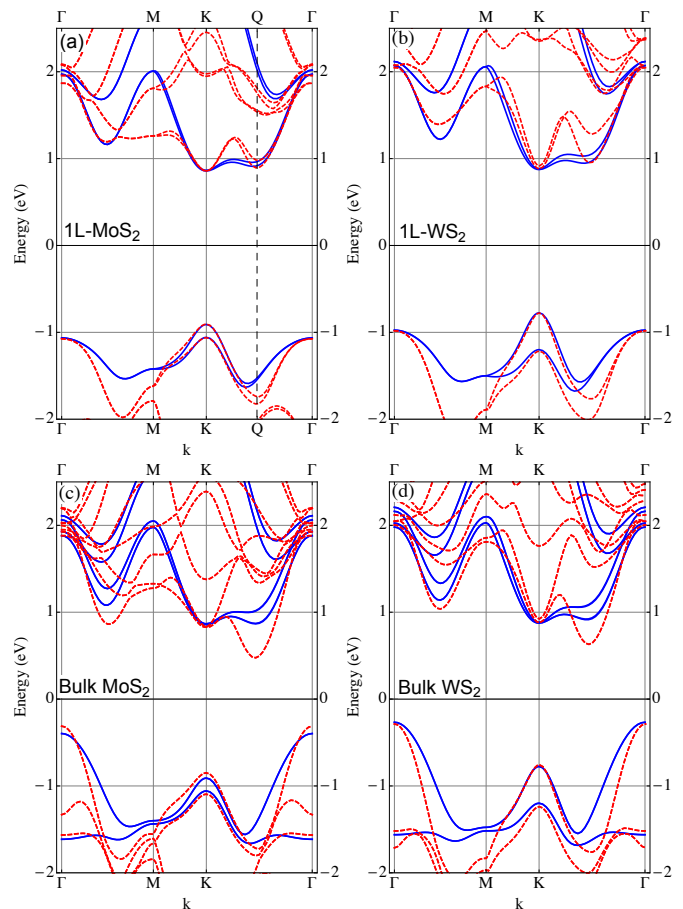 Γ M K Q Γ
(a)
2 2
1 1
0 0
−1 −1
−2 −2
Energy (eV)
1L-MoS₂
Γ M K Q Γ
k
Γ M K Γ
(b)
2 2
1 1
0 0
−1 −1
−2 −2
Energy (eV)
1L-WS₂
Γ M K Γ
k
Γ M K Γ
(c)
2 2
1 1
0 0
−1 −1
−2 −2
Energy (eV)
Bulk MoS₂
Γ M K Γ
k
Γ M K Γ
(d)
2 2
1 1
0 0
−1 −1
−2 −2
Energy (eV)
Bulk WS₂
Γ M K Γ
k